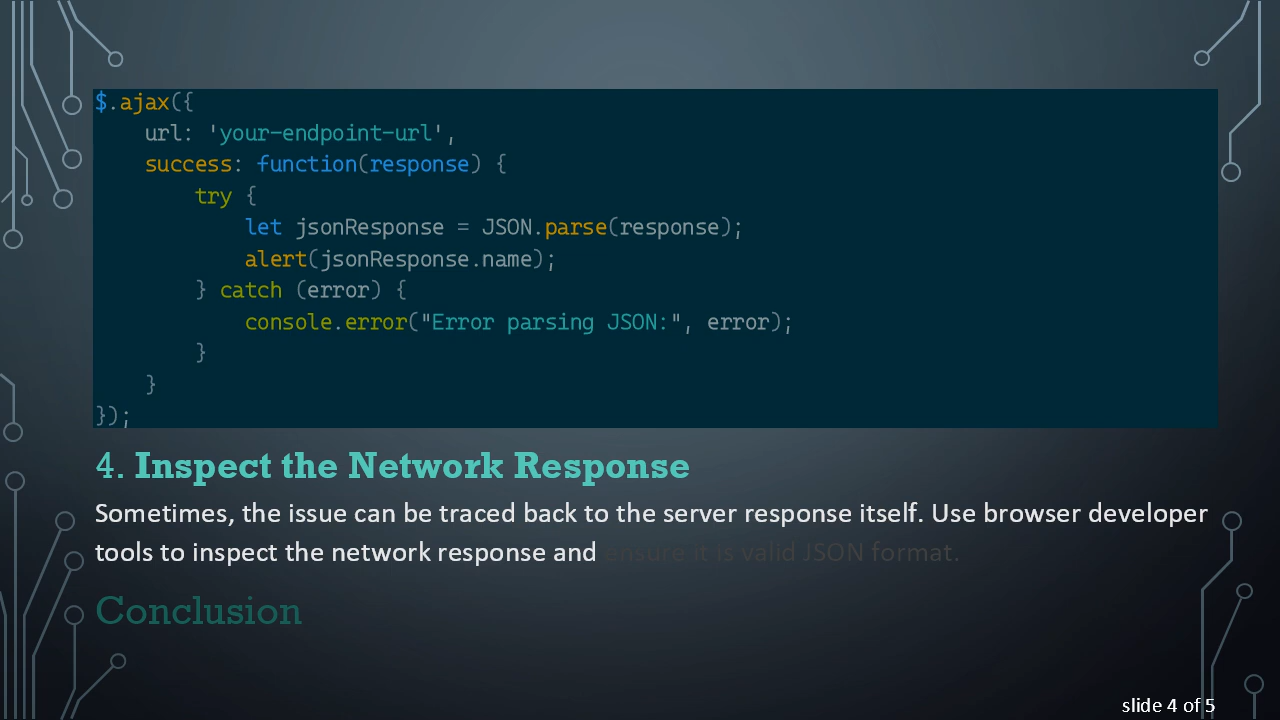 $.ajax({
    url: 'your-endpoint-url',
    success: function(response) {
        try {
            let jsonResponse = JSON.parse(response);
            alert(jsonResponse.name);
        } catch (error) {
            console.error("Error parsing JSON:", error);
        }
    }
});
4. Inspect the Network Response
Sometimes, the issue can be traced back to the server response itself. Use browser developer
tools to inspect the network response and ensure it is valid JSON format.
Conclusion
slide 4 of 5